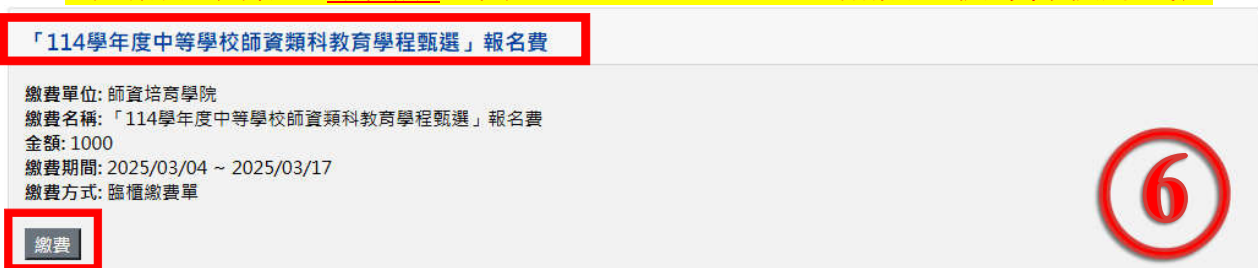 「114學年度中等學校師資類科教育學程甄選」報名費
繳費單位: 師資培育學院
繳費名稱: 「114學年度中等學校師資類科教育學程甄選」報名費
金額: 1000
繳費期間: 2025/03/04 ~ 2025/03/17
繳費方式: 臨櫃繳費單
6
繳費